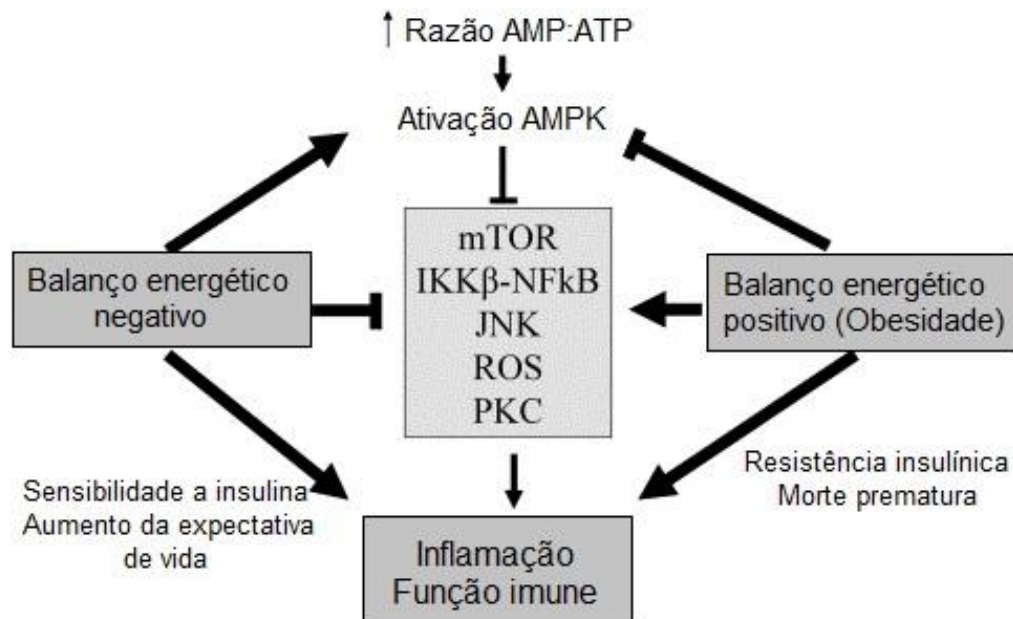 ↑ Razão AMP:ATP
Ativação AMPK
Balanço energético
negativo
mTOR
IKKβ-NFkB
JNK
ROS
PKC
Balanço energético
positivo (Obesidade)
Sensibilidade a insulina
Aumento da expectativa
de vida
Resistência insulínica
Morte prematura
Inflamação
Função imune